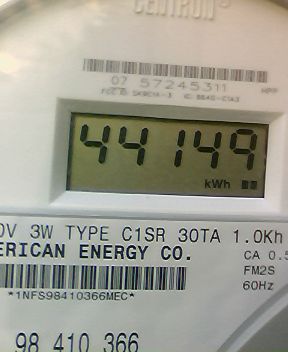 CENTRON
07 57245311 HPP
44149
kWh
3W TYPE C1SR 30TA 1.0Kh
ERICAN ENERGY CO.
CA 0.5
*1NFS98410366MEC*
FM2S
60Hz
98 410 366